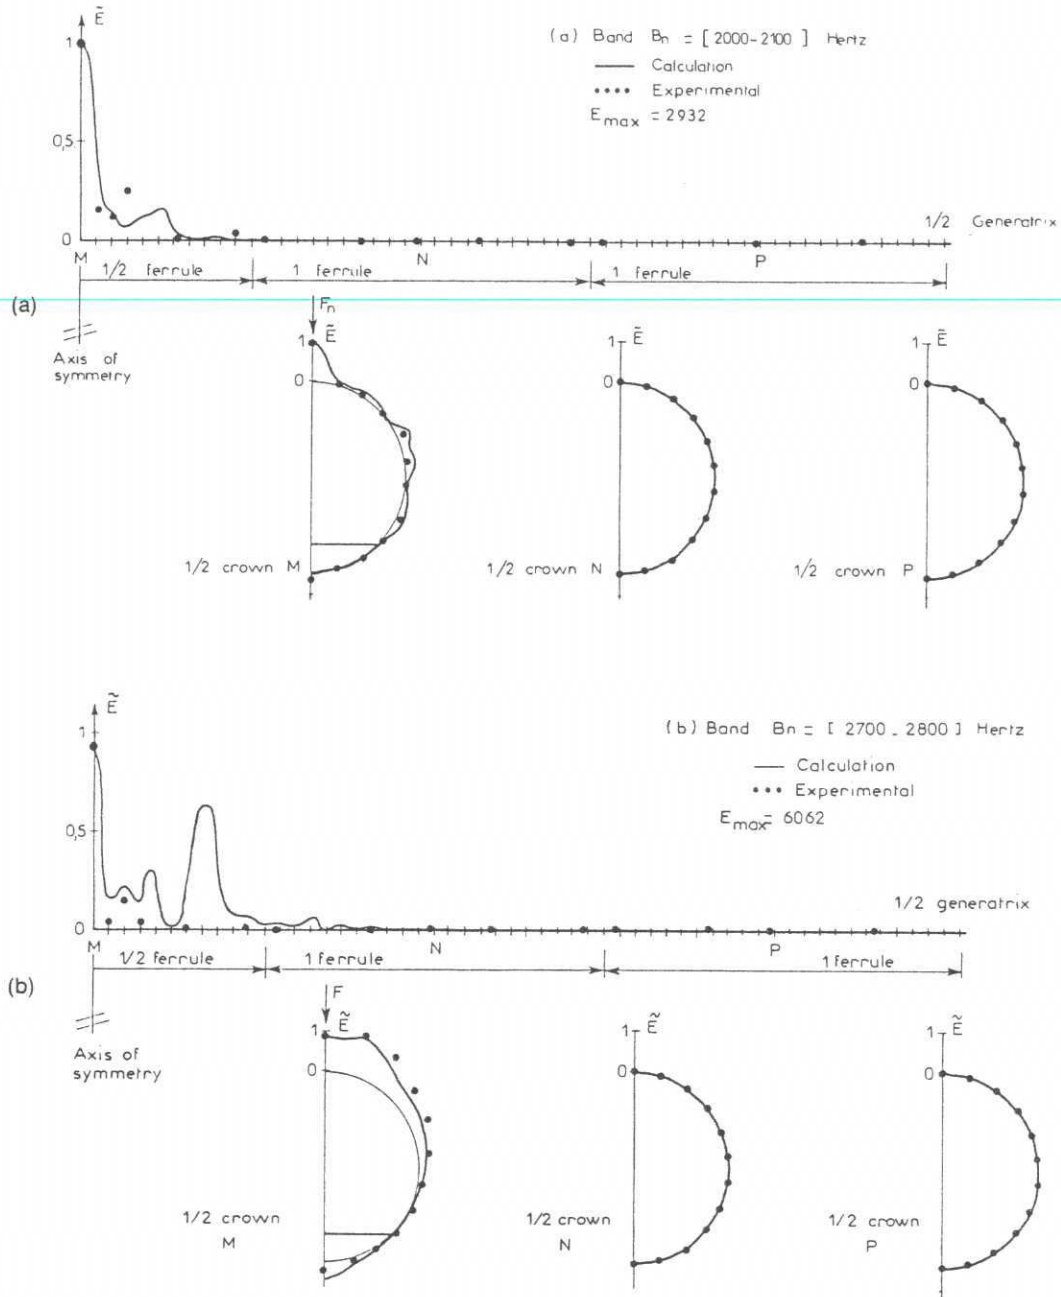 Ẽ
(a) Band Bn = [2000-2100] Hertz
1
Calculation
Experimental
Emax = 2932
0,5
1/2 Generatrix
0
M
N
P
1/2 ferrule
1 ferrule
1 ferrule
(a)
Fn
1
Ẽ
1
Ẽ
1
Ẽ
Axis of
symmetry
0
0
0
1/2 crown M
1/2 crown N
1/2 crown P
Ẽ
1
(b) Band Bn = [2700-2800] Hertz
Calculation
Experimental
Emax= 6062
0,5
1/2 generatrix
0
M
N
P
1/2 ferrule
1 ferrule
1 ferrule
(b)
F
1
Ẽ
1
Ẽ
1
Ẽ
Axis of
symmetry
0
0
0
1/2 crown
M
1/2 crown
N
1/2 crown
P